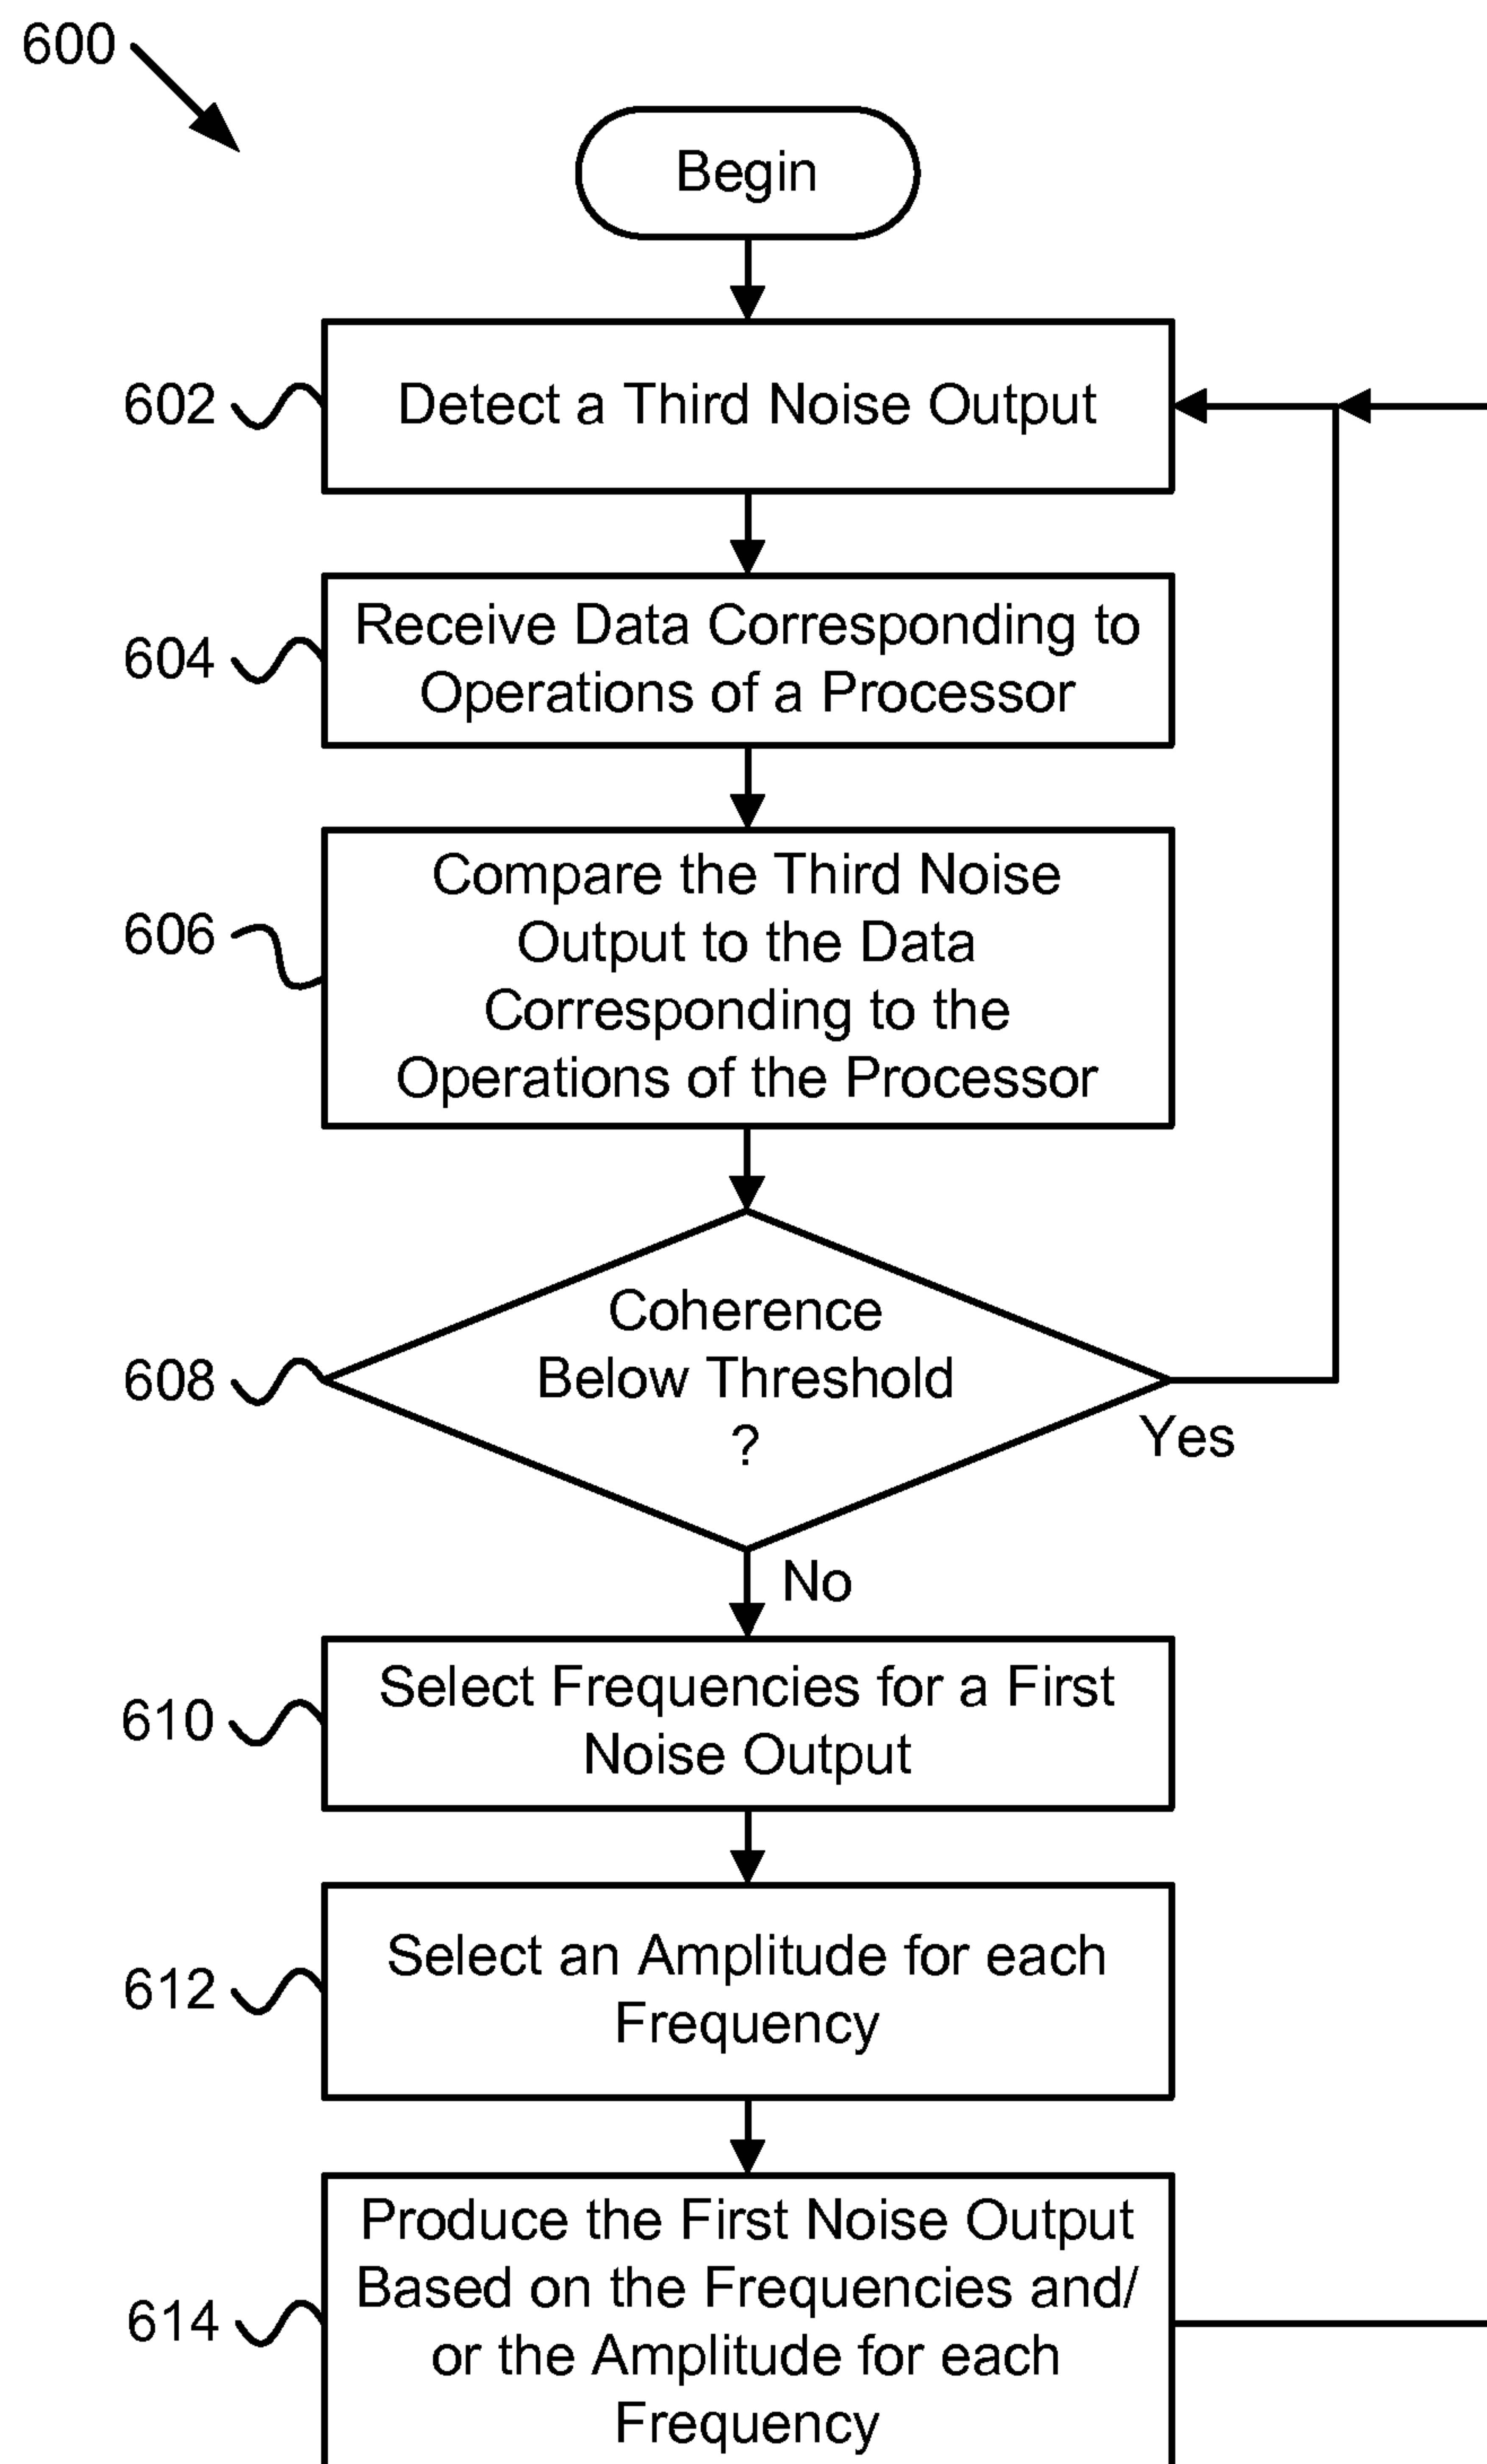 600
Begin
602
Detect a Third Noise Output
604
Receive Data Corresponding to
Operations of a Processor
606
Compare the Third Noise
Output to the Data
Corresponding to the
Operations of the Processor
608
Coherence
Below Threshold
?
Yes
No
610
Select Frequencies for a First
Noise Output
612
Select an Amplitude for each
Frequency
614
Produce the First Noise Output
Based on the Frequencies and/
or the Amplitude for each
Frequency